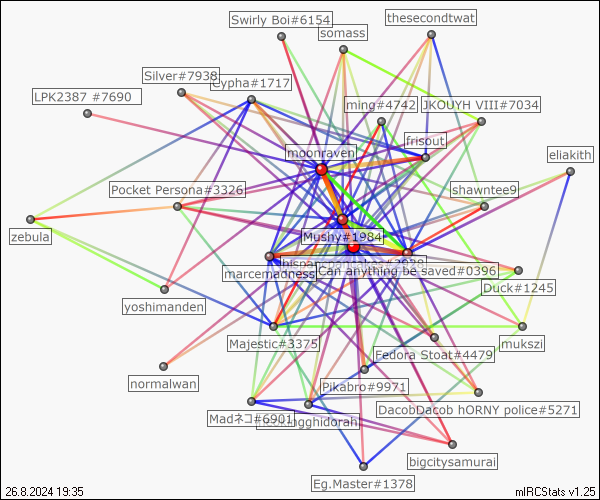 Swirly Boi#6154
thesecondtwat
somass
Silver#7938
Cypha#1717
LPK2387 #7690
ming#4742
JKOUYH VIII#7034
frisout
moonraven
eliakith
Pocket Persona#3326
shawntee9
zebula
Mushy#1984
marcemadness
Can anything be saved#0396
Duck#1245
yoshimanden
Majestic#3375
mukszi
Fedora Stoat#4479
normalwan
Pikabro#9971
DacobDacob hORNY police#5271
Madネコ#6901
ngghidorah
bigcitysamurai
Eg.Master#1378
26.8.2024 19:35
mIRCStats v1.25